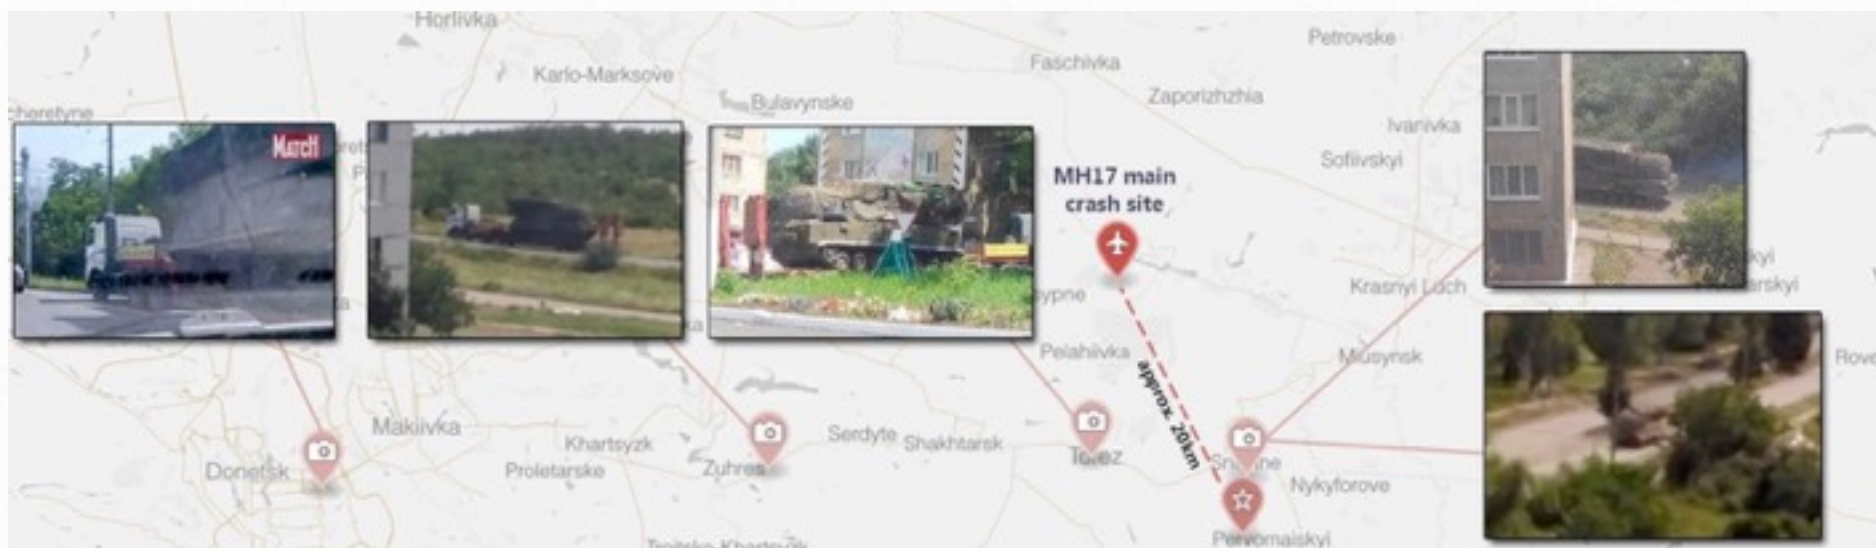 Horlivka
Petrovske
Karlo-Marksove
Faschivka
Bulavynske
Zaporizhzhia
Ivanivka
Sofiivskyi
MATCH
MH17 main
crash site
Krasnyi Luch
Pelahiivka
Miusynsk
approx. 20km
Makiivka
Khartsyzk
Serdyte
Shakhtarsk
Donetsk
Proletarske
Zuhres
Torez
Nykyforove
Pervomaiskyi